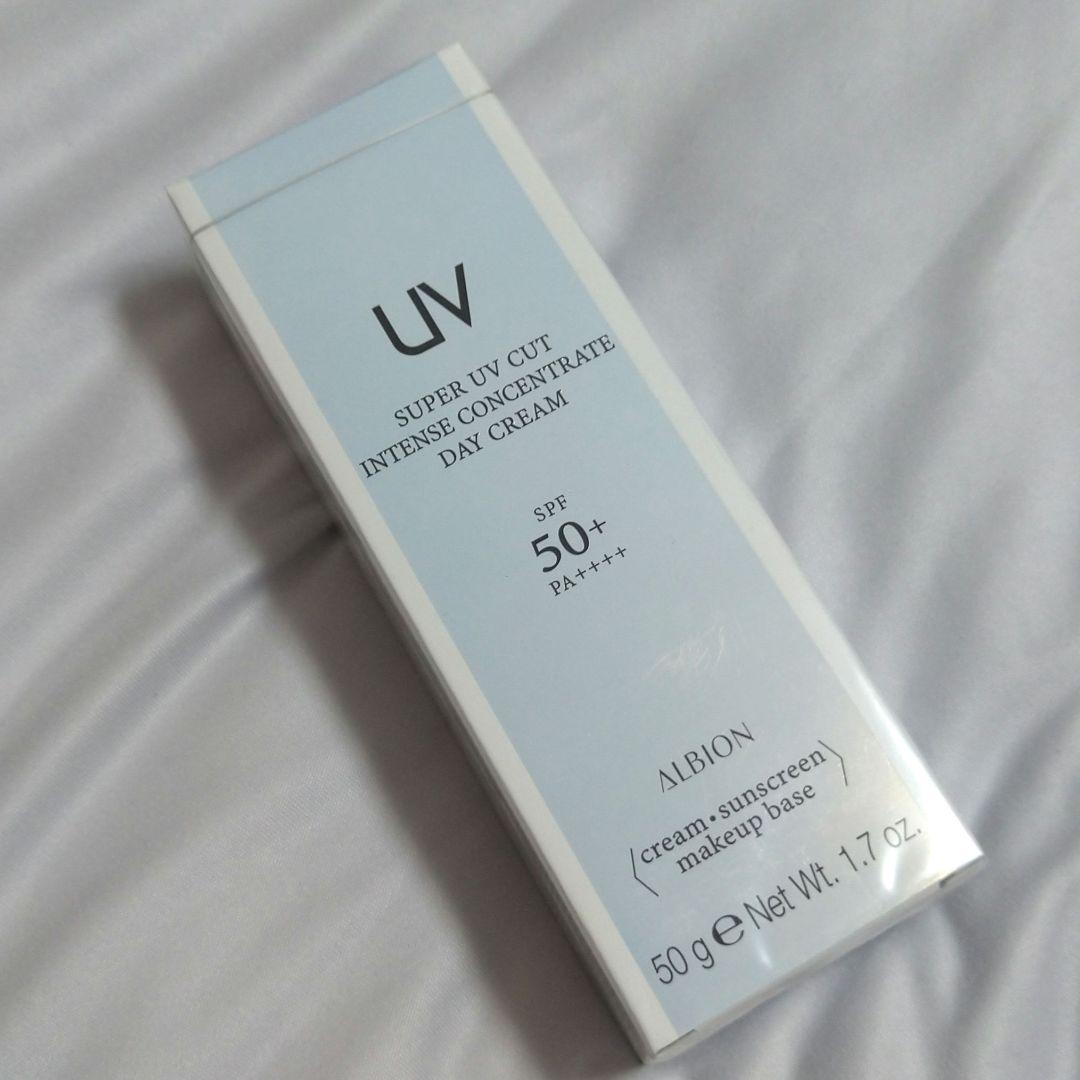 UV
SUPER UV CUT
INTENSE CONCENTRATE
DAY CREAM
SPF
50+
PA++++
ALBION
〈cream・sunscreen〉
makeup base
50 g ℮ Net Wt. 1.7 oz.